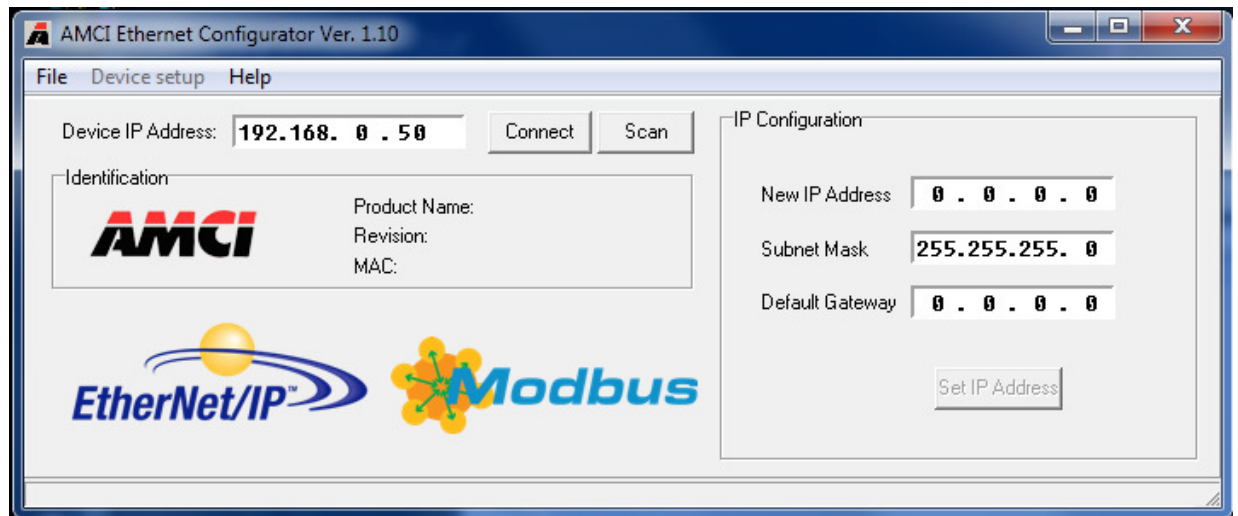 AMCI Ethernet Configurator Ver. 1.10
File Device setup Help
Device IP Address: 192.168. 0 .50 Connect Scan
Identification
AMCI
Product Name:
Revision:
MAC:
EtherNet/IP™
Modbus
IP Configuration
New IP Address 0 . 0 . 0 . 0
Subnet Mask 255.255.255. 0
Default Gateway 0 . 0 . 0 . 0
Set IP Address